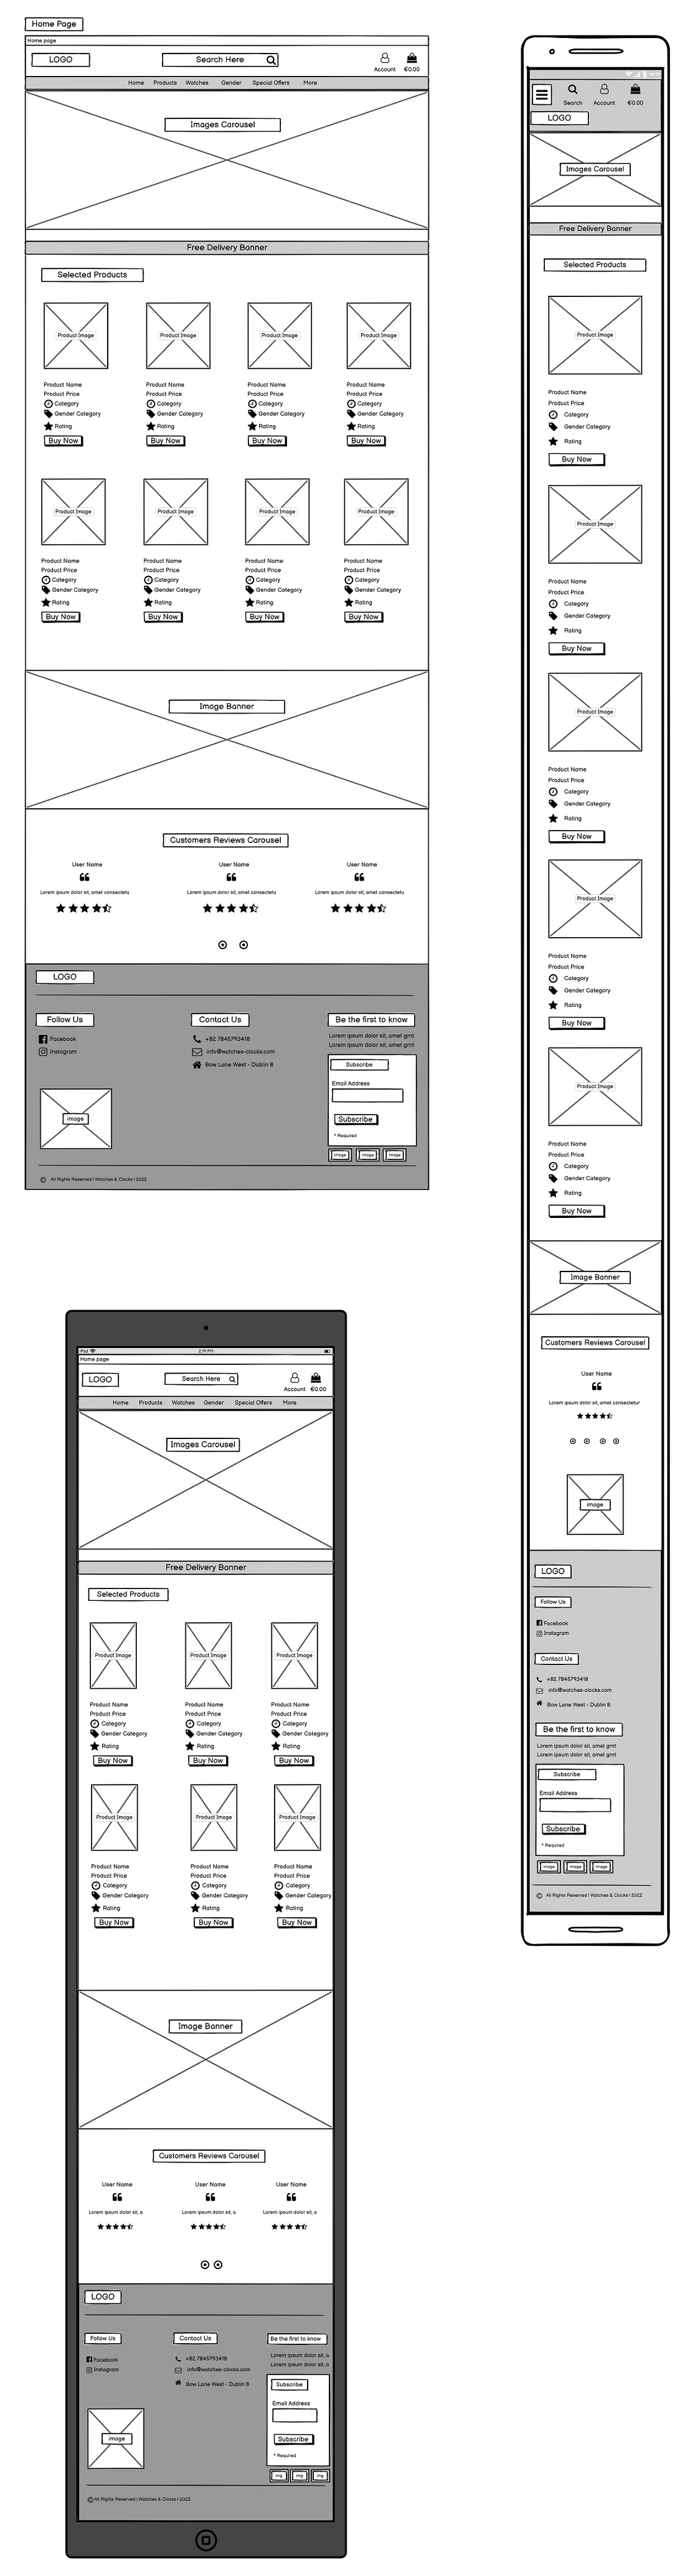 Home Page
Home page
LOGO
Search Here
Account €0.00
Home Products Watches Gender Special Offers More
Images Carousel
Free Delivery Banner
Selected Products
Product Image Product Image Product Image Product Image
Product Name Product Name Product Name Product Name
Product Price Product Price Product Price Product Price
Category Category Category Category
Gender Category Gender Category Gender Category Gender Category
Rating Rating Rating Rating
Buy Now Buy Now Buy Now Buy Now
Product Image Product Image Product Image Product Image
Product Name Product Name Product Name Product Name
Product Price Product Price Product Price Product Price
Category Category Category Category
Gender Category Gender Category Gender Category Gender Category
Rating Rating Rating Rating
Buy Now Buy Now Buy Now Buy Now
Image Banner
Customers Reviews Carousel
User Name User Name User Name
Lorem ipsum dolor sit, amet consectetu Lorem ipsum dolor sit, amet consectetu Lorem ipsum dolor sit, amet consectetu
LOGO
Follow Us Contact Us Be the first to know
Facebook +82.7845793418 Lorem ipsum dolor sit, amet grnt
Instagram info@watches-clocks.com Lorem ipsum dolor sit, amet grnt
Bow Lane West - Dublin 8
Subscribe
Email Address
image
Subscribe
* Required
image image image
© All Rights Reserved | Watches & Clocks | 2022
Search Account €0.00
LOGO
Images Carousel
Free Delivery Banner
Selected Products
Product Image
Product Name
Product Price
Category
Gender Category
Rating
Buy Now
Product Image
Product Name
Product Price
Category
Gender Category
Rating
Buy Now
Product Image
Product Name
Product Price
Category
Gender Category
Rating
Buy Now
Product Image
Product Name
Product Price
Category
Gender Category
Rating
Buy Now
Product Image
Product Name
Product Price
Category
Gender Category
Rating
Buy Now
Image Banner
Customers Reviews Carousel
User Name
Lorem ipsum dolor sit, amet consectetur
image
LOGO
Follow Us
Facebook
Instagram
Contact Us
+82.7845793418
info@watches-clocks.com
Bow Lane West - Dublin 8
Be the first to know
Lorem ipsum dolor sit, amet grnt
Lorem ipsum dolor sit, amet grnt
Subscribe
Email Address
Subscribe
* Required
image image image
© All Rights Reserved | Watches & Clocks | 2022
iPad 2:19 PM
Home page
LOGO
Search Here
Account €0.00
Home Products Watches Gender Special Offers More
Images Carousel
Free Delivery Banner
Selected Products
Product Image Product Image Product Image
Product Name Product Name Product Name
Product Price Product Price Product Price
Category Category Category
Gender Category Gender Category Gender Category
Rating Rating Rating
Buy Now Buy Now Buy Now
Product Image Product Image Product Image
Product Name Product Name Product Name
Product Price Product Price Product Price
Category Category Category
Gender Category Gender Category Gender Category
Rating Rating Rating
Buy Now Buy Now Buy Now
Image Banner
Customers Reviews Carousel
User Name User Name User Name
Lorem ipsum dolor sit, a Lorem ipsum dolor sit, a Lorem ipsum dolor sit, a
LOGO
Follow Us Contact Us Be the first to know
Facebook +82.7845793418 Lorem ipsum dolor sit, a
Instagram info@watches-clocks.com Lorem ipsum dolor sit, a
Bow Lane West - Dublin 8
Subscribe
Email Address
image
Subscribe
* Required
img img img
© All Rights Reserved | Watches & Clocks | 2022